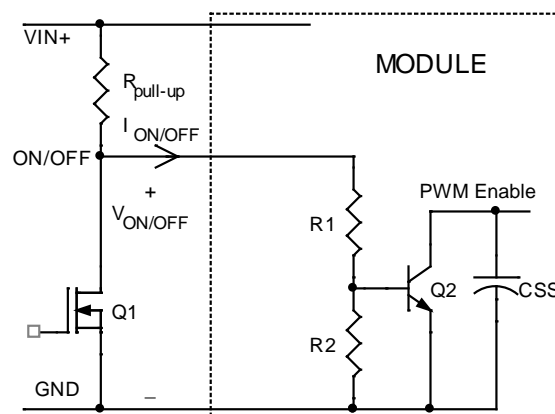 VIN+
MODULE
Rpull-up
ION/OFF
ON/OFF
+
VON/OFF
PWM Enable
R1
Q1
Q2
CSS
R2
GND
–